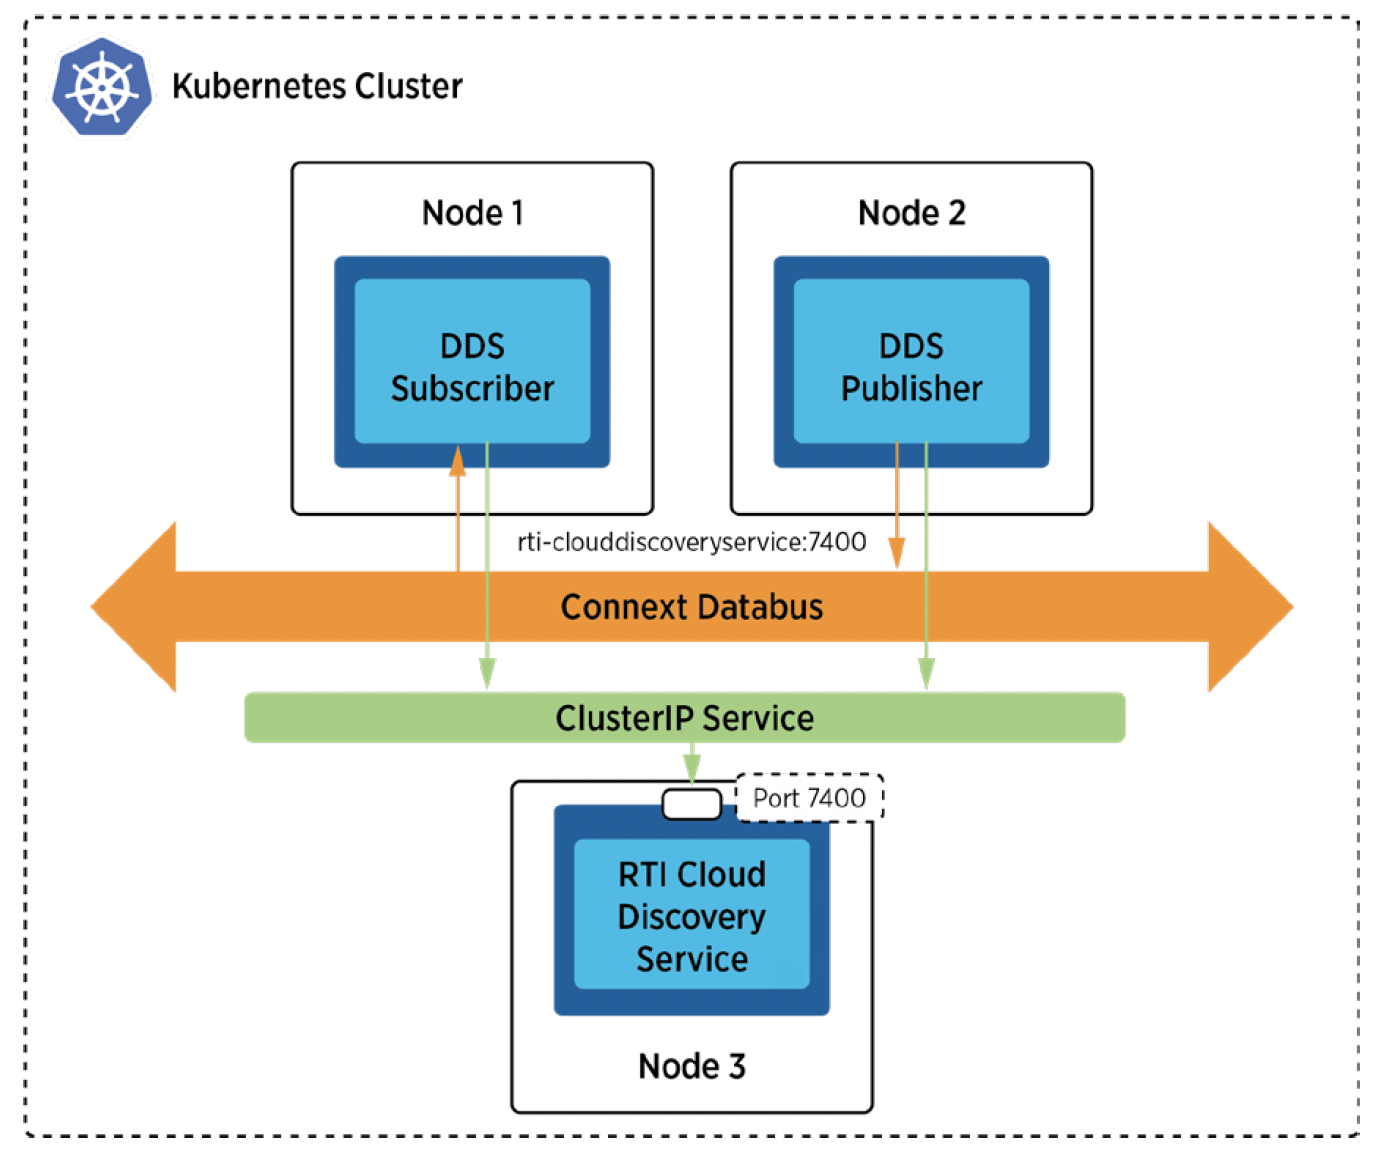 Kubernetes Cluster
Node 1
Node 2
DDS
Subscriber
DDS
Publisher
rti-clouddiscoveryservice:7400
Connext Databus
ClusterIP Service
Port 7400
RTI Cloud
Discovery
Service
Node 3